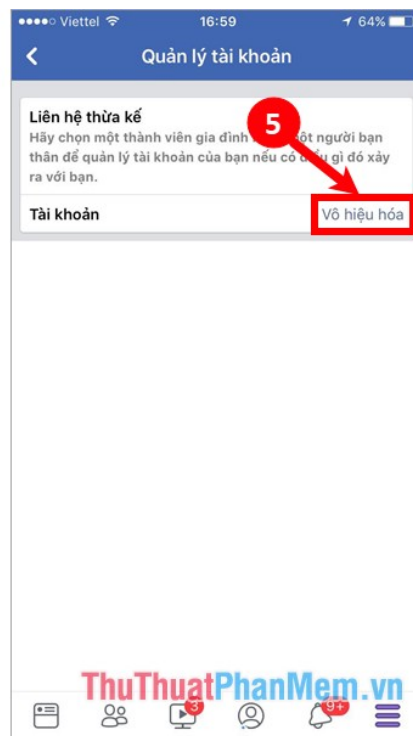 Viettel 16:59 64%
Quản lý tài khoản
Liên hệ thừa kế
Hãy chọn một thành viên gia đình một người bạn
thân để quản lý tài khoản của bạn nếu có điều gì đó xảy
ra với bạn.
5
Tài khoản Vô hiệu hóa
ThuThuatPhanMem.vn
3 9+